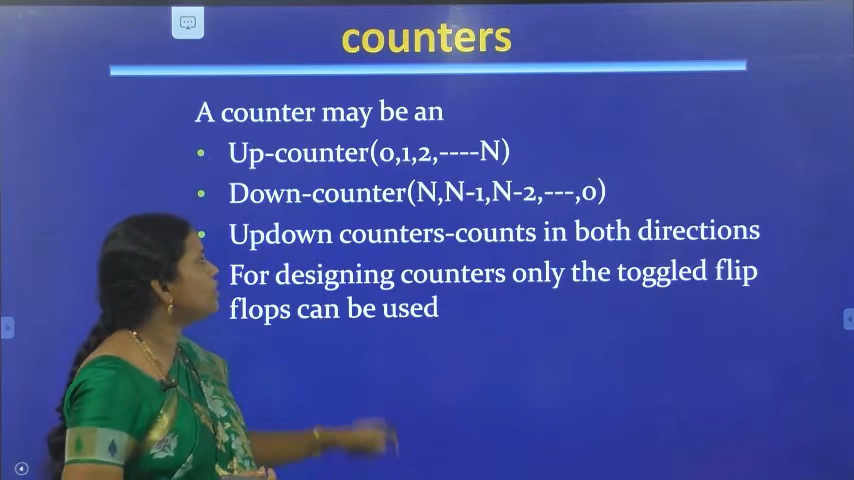 counters
A counter may be an
• Up-counter(0,1,2,----N)
• Down-counter(N,N-1,N-2,---,0)
• Updown counters-counts in both directions
For designing counters only the toggled flip
flops can be used